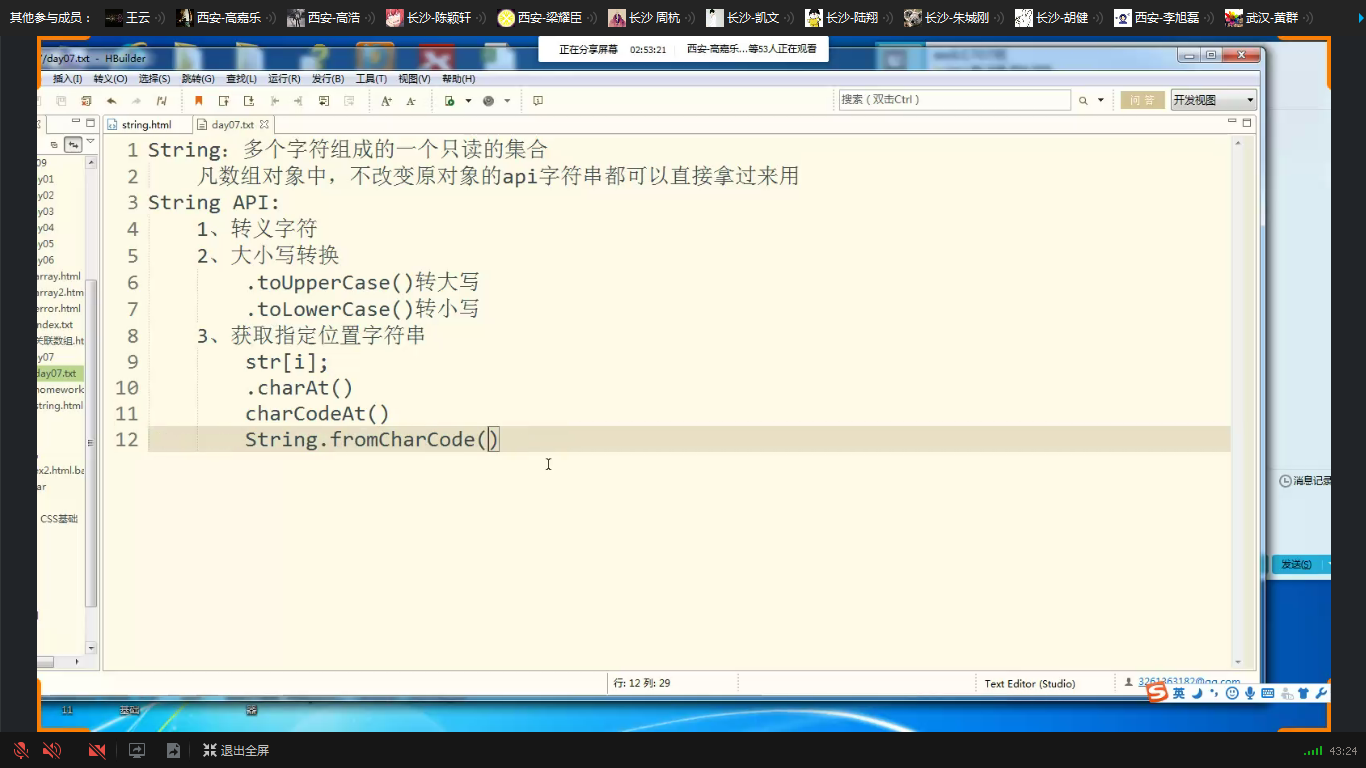 其他参与成员：
王云
西安-高嘉乐
西安-高浩
长沙-陈颖轩
西安-梁耀臣
长沙 周杭
长沙-凯文
长沙-陆翔
长沙-朱城刚
长沙-胡健
西安-李旭磊
武汉-黄群
正在分享屏幕 02:53:21 西安-高嘉乐...等53人正在观看
/day07.txt - HBuilder
插入(I) 转义(O) 选择(S) 跳转(G) 查找(L) 运行(R) 发行(B) 工具(T) 视图(V) 帮助(H)
搜索（双击Ctrl）
问答
开发视图
string.html
day07.txt
09
y01
y02
y03
y04
y05
y06
array.html
array2.htm
error.html
ndex.txt
关联数组.ht
y07
day07.txt
homework
string.html
ex2.html.ba
ar
CSS基础
1 String：多个字符组成的一个只读的集合
2 凡数组对象中，不改变原对象的api字符串都可以直接拿过来用
3 String API:
4 1、转义字符
5 2、大小写转换
6 .toUpperCase()转大写
7 .toLowerCase()转小写
8 3、获取指定位置字符串
9 str[i];
10 .charAt()
11 charCodeAt()
12 String.fromCharCode()
消息记录
发送(S)
行: 12 列: 29
Text Editor (Studio)
3261363182@qq.com
英
11
基础
退出全屏
43:24